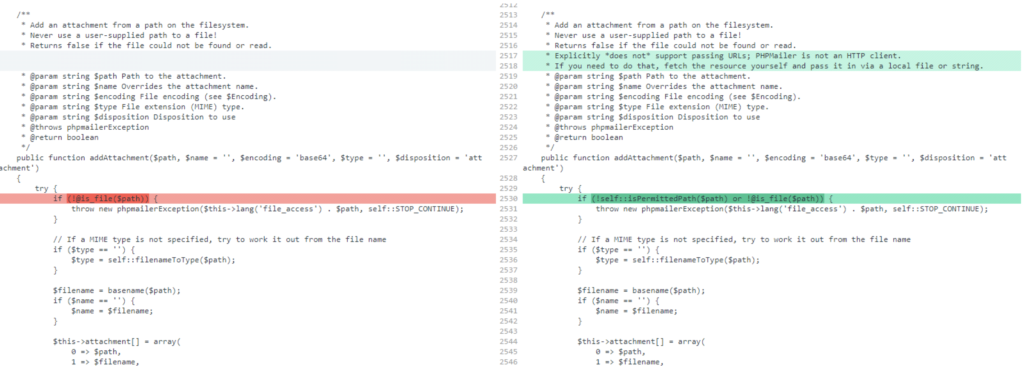 /**
* Add an attachment from a path on the filesystem.
* Never use a user-supplied path to a file!
* Returns false if the file could not be found or read.
* @param string $path Path to the attachment.
* @param string $name Overrides the attachment name.
* @param string $encoding File encoding (see $Encoding).
* @param string $type File extension (MIME) type.
* @param string $disposition Disposition to use
* @throws phpmailerException
* @return boolean
*/
public function addAttachment($path, $name = '', $encoding = 'base64', $type = '', $disposition = 'att
achment')
{
try {
if (!@is_file($path)) {
throw new phpmailerException($this->lang('file_access') . $path, self::STOP_CONTINUE);
}
// If a MIME type is not specified, try to work it out from the file name
if ($type == '') {
$type = self::filenameToType($path);
}
$filename = basename($path);
if ($name == '') {
$name = $filename;
}
$this->attachment[] = array(
0 => $path,
1 => $filename,
2512
2513 /**
2514 * Add an attachment from a path on the filesystem.
2515 * Never use a user-supplied path to a file!
2516 * Returns false if the file could not be found or read.
2517 * Explicitly *does not* support passing URLs; PHPMailer is not an HTTP client.
2518 * If you need to do that, fetch the resource yourself and pass it in via a local file or string.
2519 * @param string $path Path to the attachment.
2520 * @param string $name Overrides the attachment name.
2521 * @param string $encoding File encoding (see $Encoding).
2522 * @param string $type File extension (MIME) type.
2523 * @param string $disposition Disposition to use
2524 * @throws phpmailerException
2525 * @return boolean
2526 */
2527 public function addAttachment($path, $name = '', $encoding = 'base64', $type = '', $disposition = 'att
achment')
2528 {
2529 try {
2530 if (!self::isPermittedPath($path) or !@is_file($path)) {
2531 throw new phpmailerException($this->lang('file_access') . $path, self::STOP_CONTINUE);
2532 }
2533
2534 // If a MIME type is not specified, try to work it out from the file name
2535 if ($type == '') {
2536 $type = self::filenameToType($path);
2537 }
2538
2539 $filename = basename($path);
2540 if ($name == '') {
2541 $name = $filename;
2542 }
2543
2544 $this->attachment[] = array(
2545 0 => $path,
2546 1 => $filename,